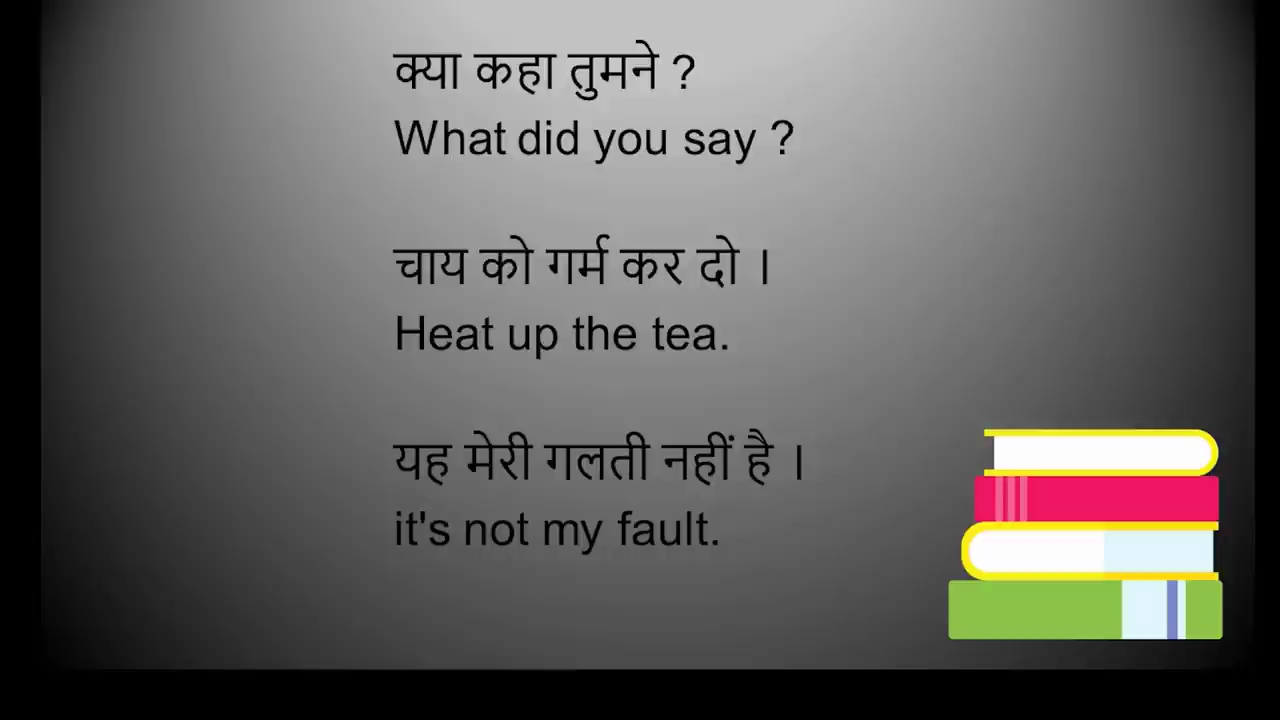 क्या कहा तुमने ?
What did you say ?
चाय को गर्म कर दो ।
Heat up the tea.
यह मेरी गलती नहीं है ।
it's not my fault.